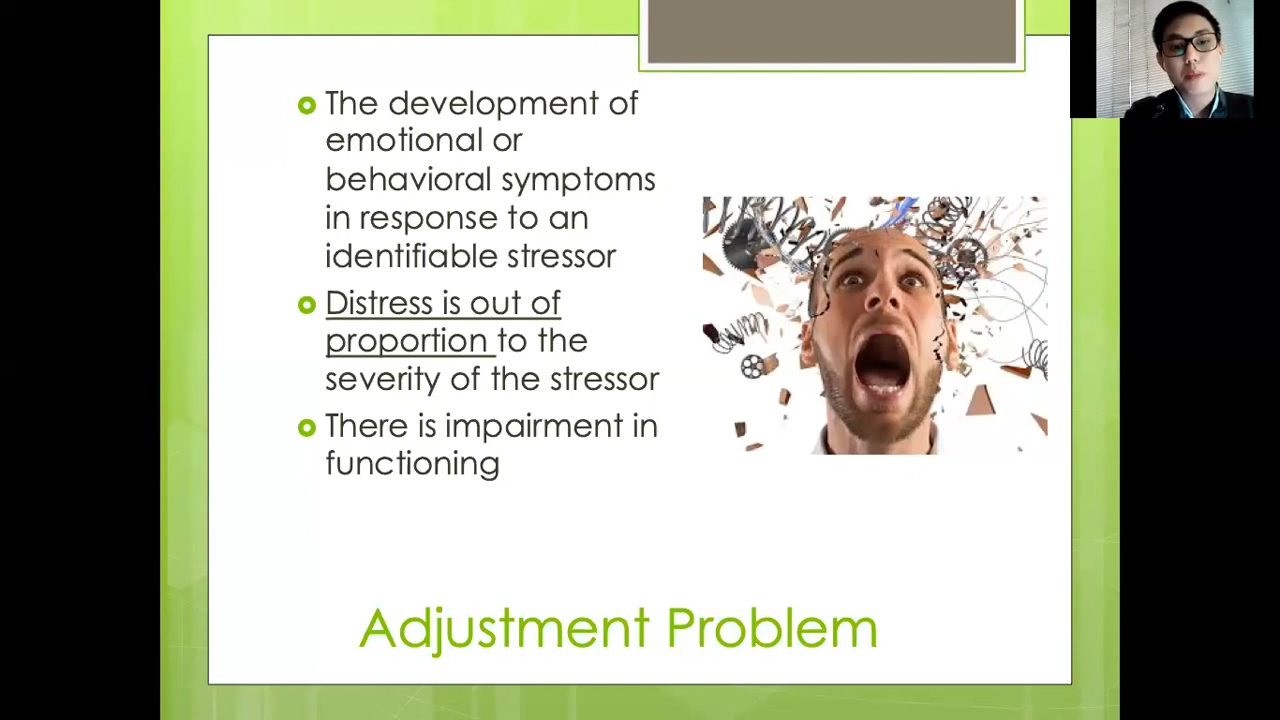 The development of
emotional or
behavioral symptoms
in response to an
identifiable stressor
Distress is out of
proportion to the
severity of the stressor
There is impairment in
functioning
Adjustment Problem